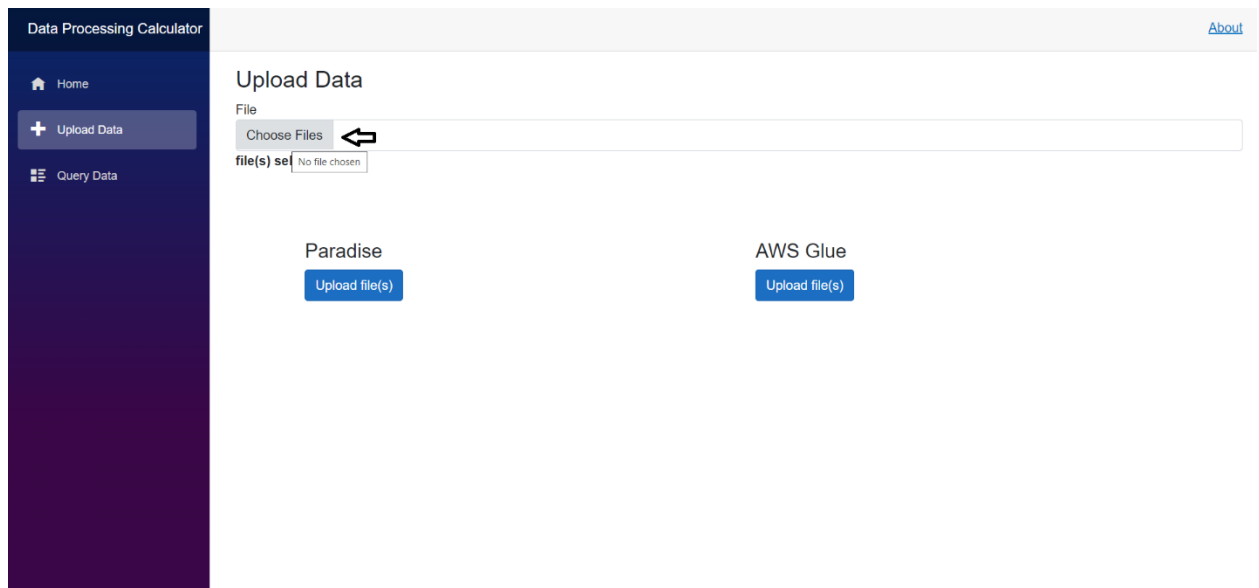 Data Processing Calculator
About
Home
Upload Data
Query Data
Upload Data
File
Choose Files
file(s) sel
No file chosen
Paradise
Upload file(s)
AWS Glue
Upload file(s)